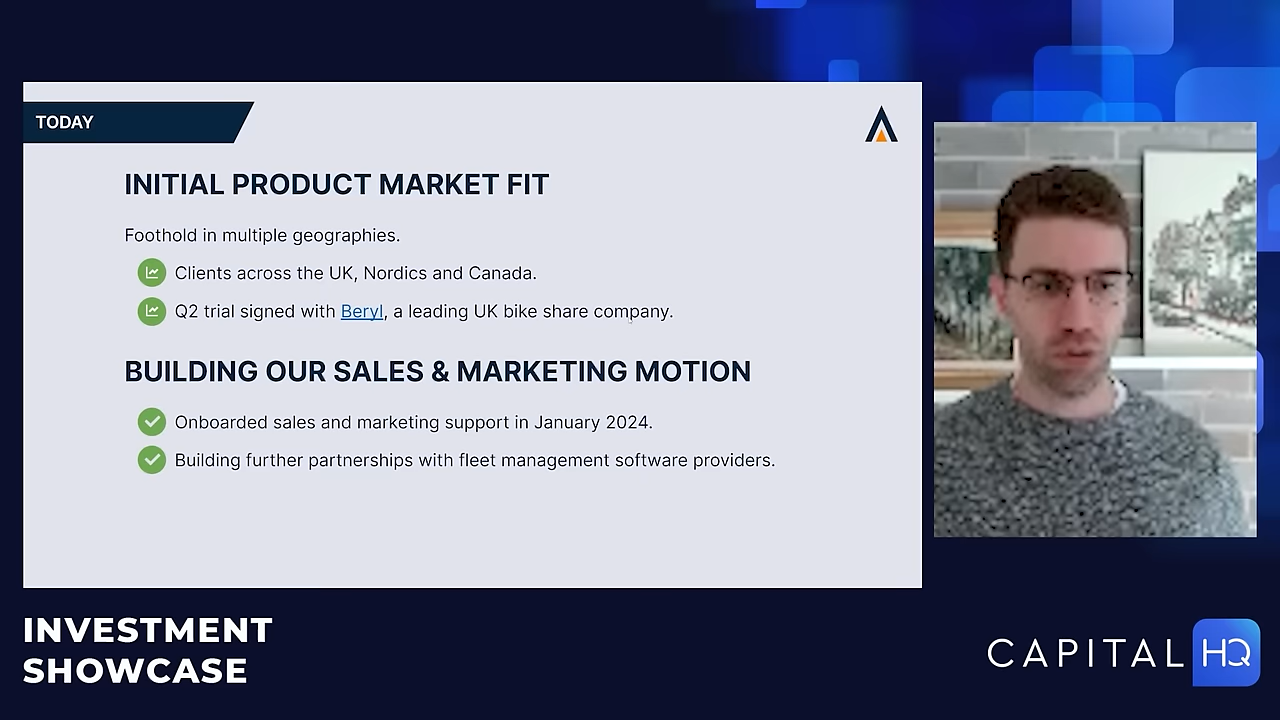 TODAY
INITIAL PRODUCT MARKET FIT
Foothold in multiple geographies.
Clients across the UK, Nordics and Canada.
Q2 trial signed with Beryl, a leading UK bike share company.
BUILDING OUR SALES & MARKETING MOTION
Onboarded sales and marketing support in January 2024.
Building further partnerships with fleet management software providers.
INVESTMENT
SHOWCASE
CAPITAL HQ